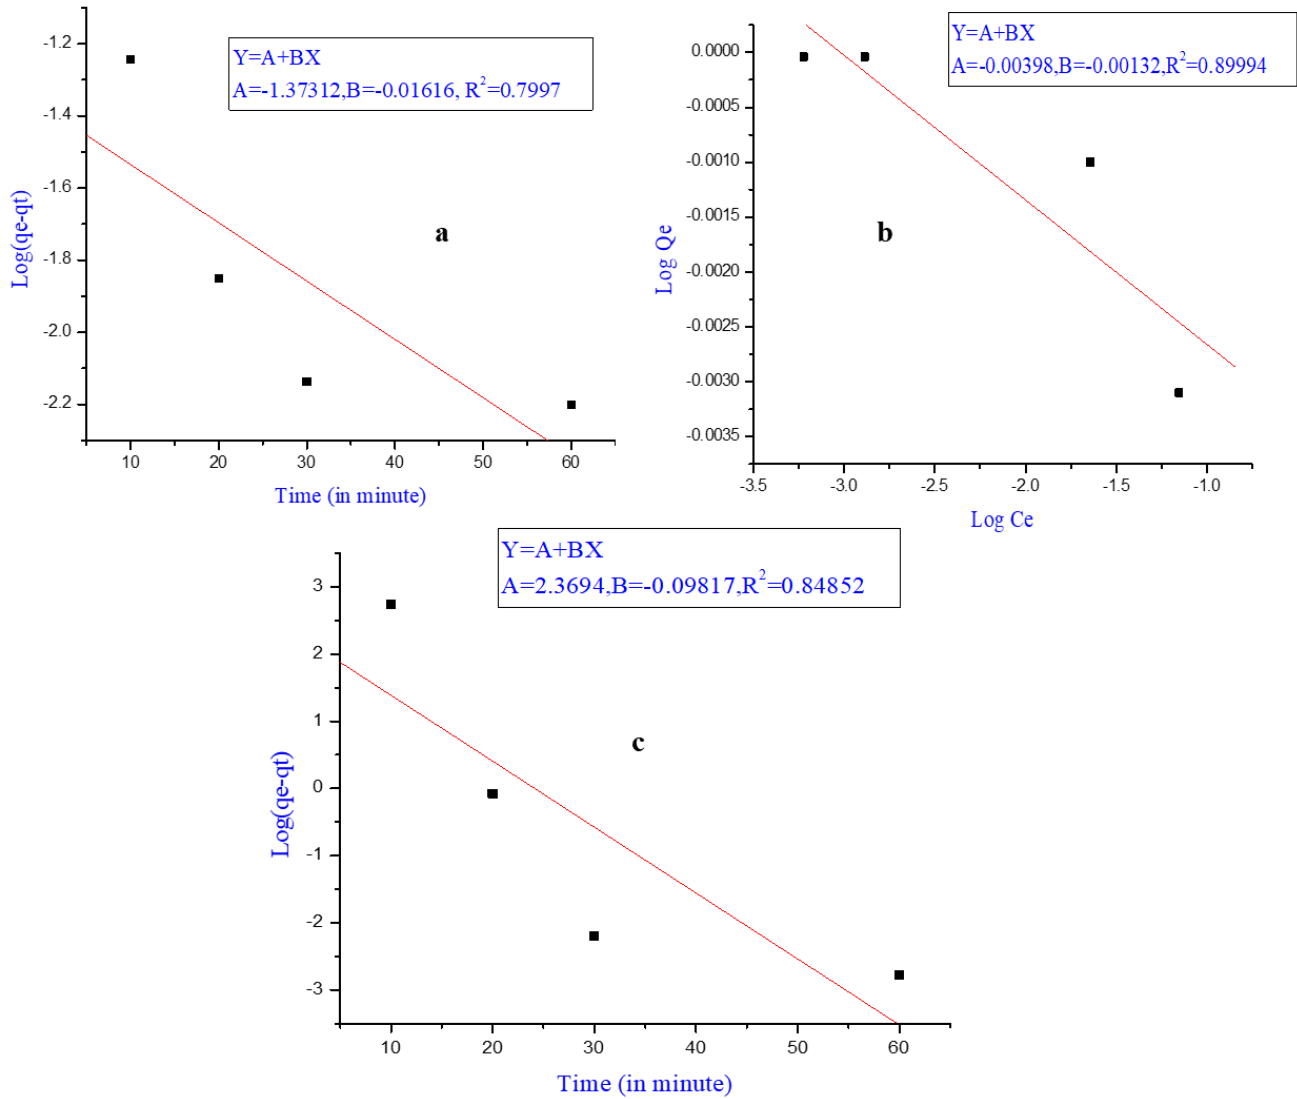 Y=A+BX
A=-1.37312,B=-0.01616, R²=0.7997
-1.2
-1.4
-1.6
-1.8
-2.0
-2.2
Log(qe-qt)
a
10 20 30 40 50 60
Time (in minute)
Y=A+BX
A=-0.00398,B=-0.00132,R²=0.89994
0.0000
-0.0005
-0.0010
-0.0015
-0.0020
-0.0025
-0.0030
-0.0035
Log Qe
b
-3.5 -3.0 -2.5 -2.0 -1.5 -1.0
Log Ce
Y=A+BX
A=2.3694,B=-0.09817,R²=0.84852
3
2
1
0
-1
-2
-3
Log(qe-qt)
c
10 20 30 40 50 60
Time (in minute)